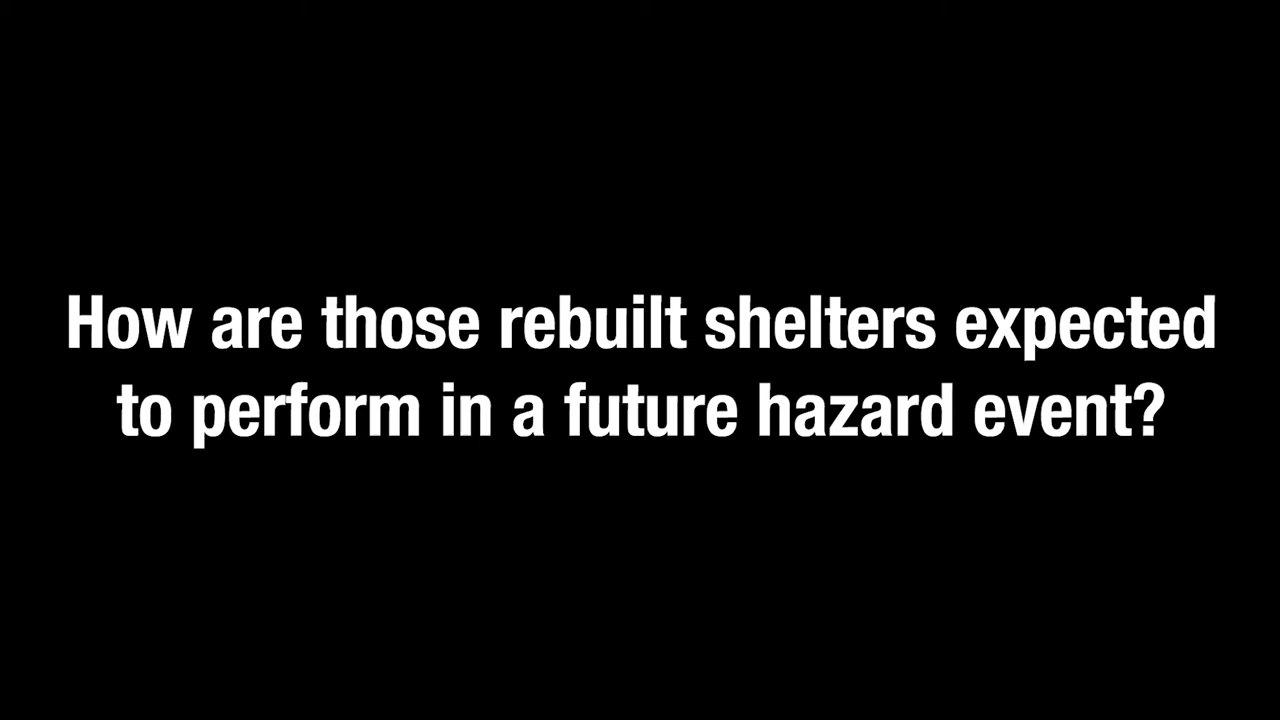 How are those rebuilt shelters expected
to perform in a future hazard event?